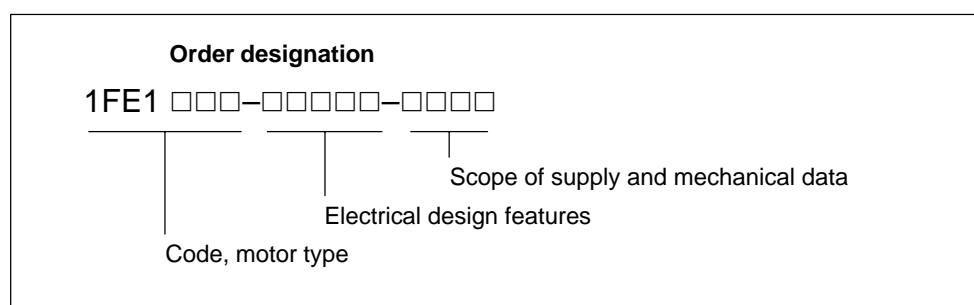 Order designation
1FE1 □□□–□□□□□–□□□□
Scope of supply and mechanical data
Electrical design features
Code, motor type